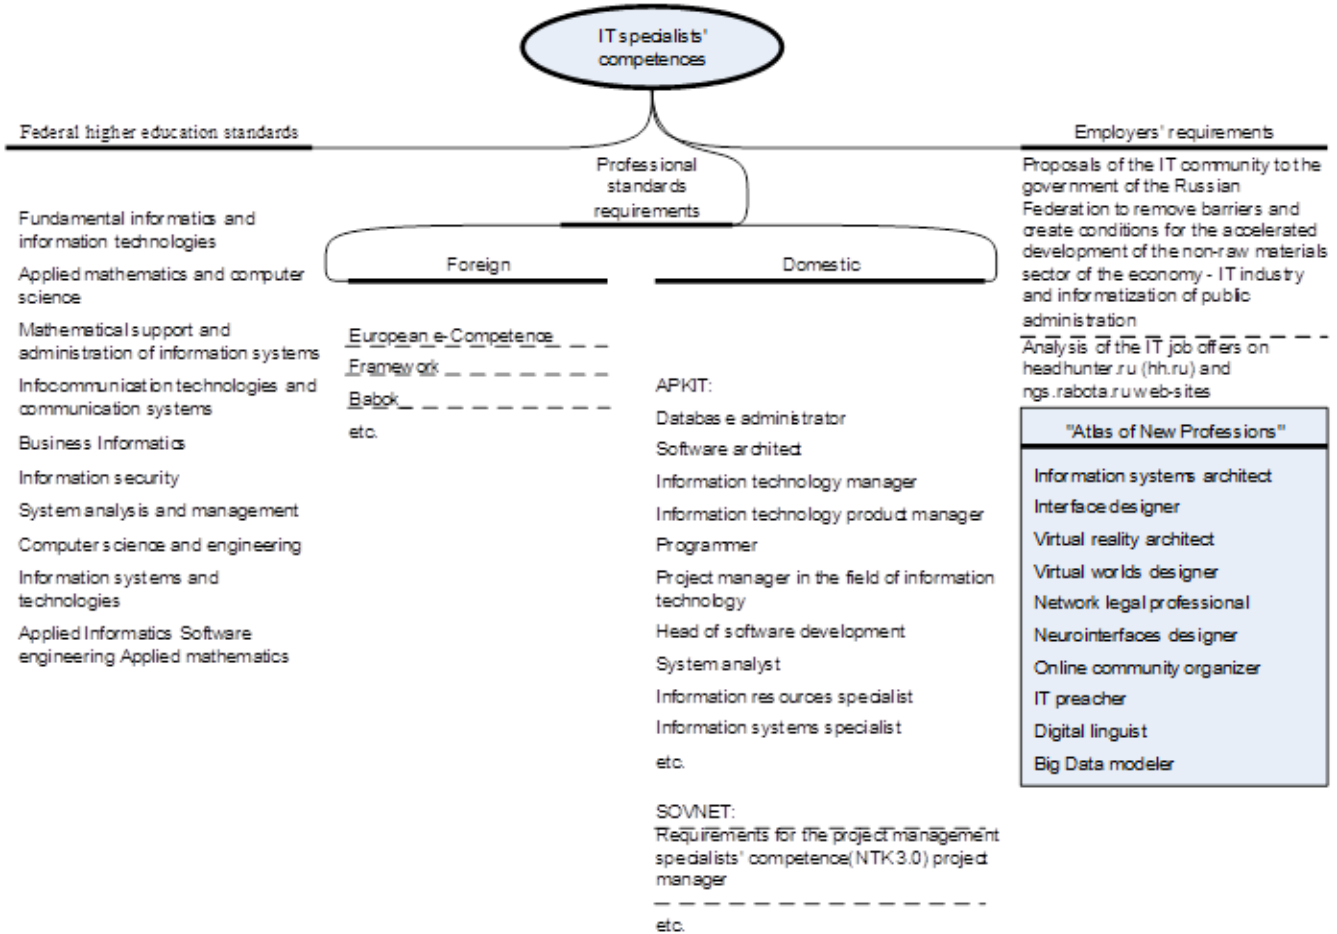 IT specialists'
competences
Federal higher education standards
Fundamental informatics and
information technologies
Applied mathematics and computer
science
Mathematical support and
administration of information systems
Infocommunication technologies and
communication systems
Business Informatics
Information security
System analysis and management
Computer science and engineering
Information systems and
technologies
Applied Informatics Software
engineering Applied mathematics
Professional
standards
requirements
Foreign
European e-Competence
Framework
Babok
etc.
Domestic
APKIT:
Database administrator
Software architect
Information technology manager
Information technology product manager
Programmer
Project manager in the field of information
technology
Head of software development
System analyst
Information resources specialist
Information systems specialist
etc.
SOVNET:
Requirements for the project management
specialists' competence(NTK 3.0) project
manager
etc.
Employers' requirements
Proposals of the IT community to the
government of the Russian
Federation to remove barriers and
create conditions for the accelerated
development of the non-raw materials
sector of the economy - IT industry
and informatization of public
administration
Analysis of the IT job offers on
headhunter.ru (hh.ru) and
ngs.rabota.ru web-sites
"Atlas of New Professions"
Information systems architect
Interface designer
Virtual reality architect
Virtual worlds designer
Network legal professional
Neurointerfaces designer
Online community organizer
IT preacher
Digital linguist
Big Data modeler